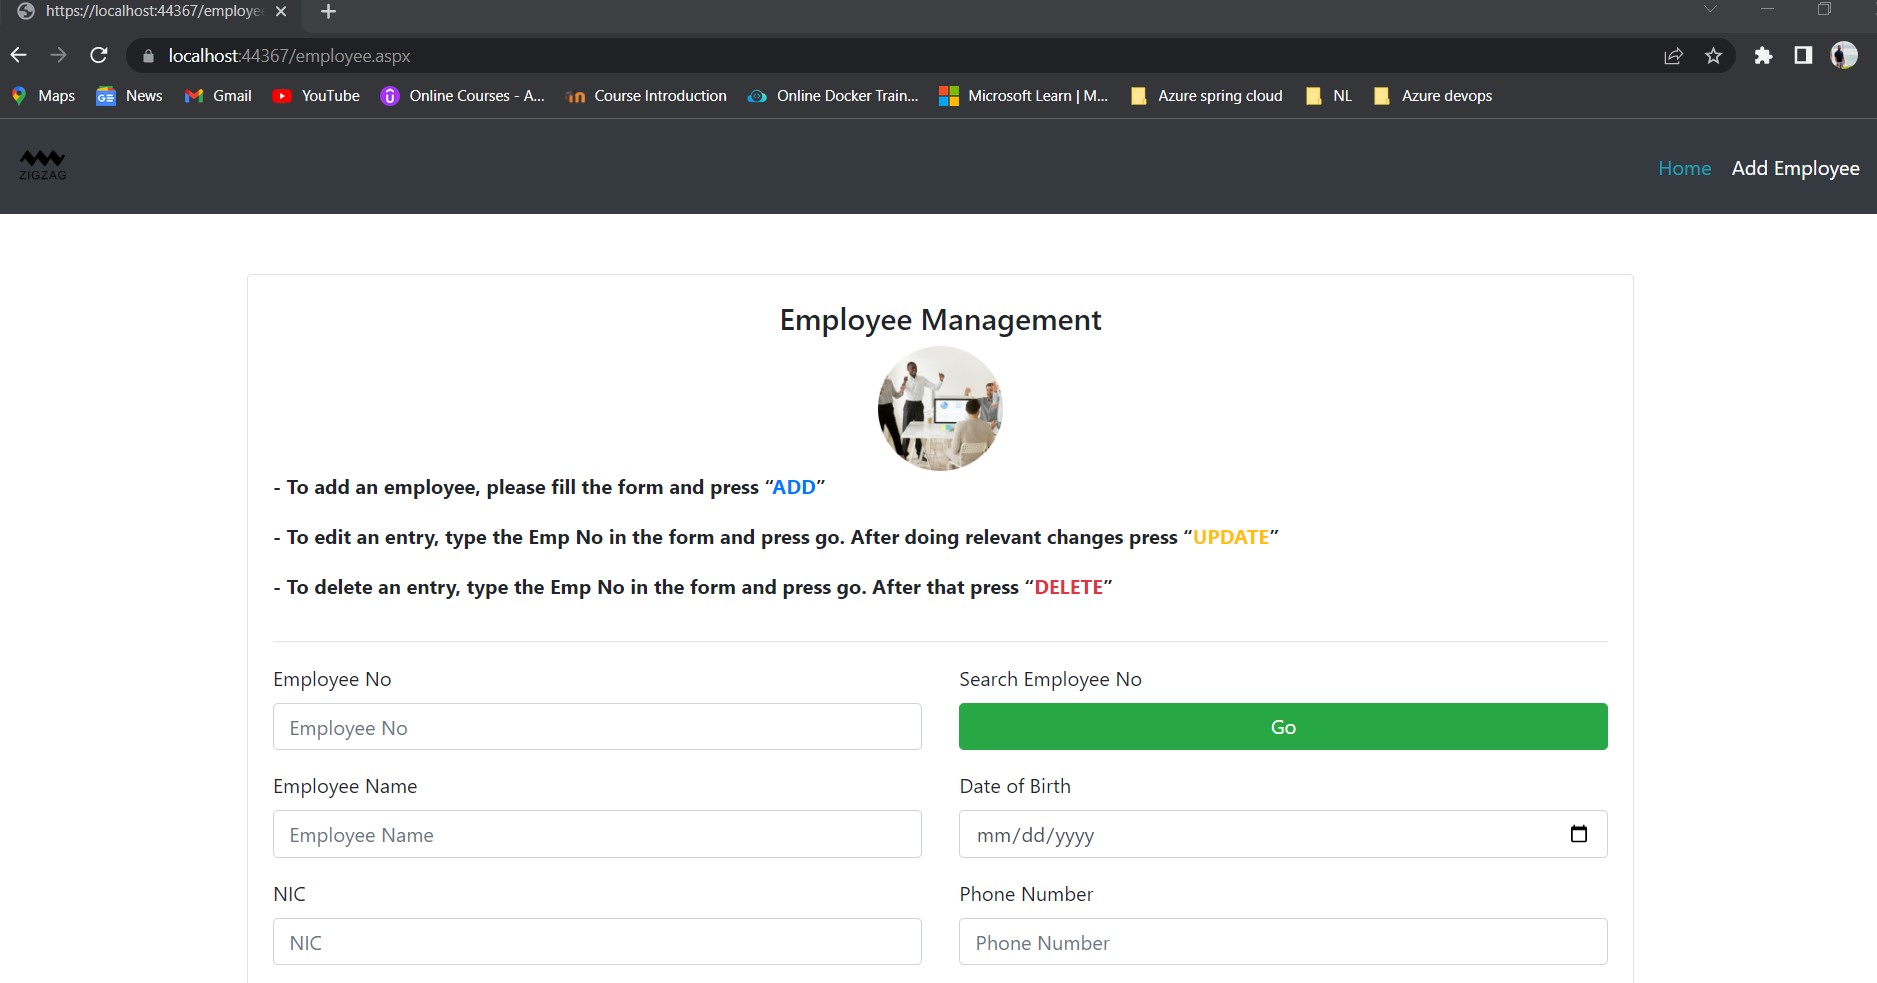 https://localhost:44367/employee
localhost:44367/employee.aspx
Maps News Gmail YouTube Online Courses - A... Course Introduction Online Docker Train... Microsoft Learn | M... Azure spring cloud NL Azure devops
ZIGZAG
Home Add Employee
Employee Management
- To add an employee, please fill the form and press “ADD”
- To edit an entry, type the Emp No in the form and press go. After doing relevant changes press “UPDATE”
- To delete an entry, type the Emp No in the form and press go. After that press “DELETE”
Employee No Search Employee No
Employee No Go
Employee Name Date of Birth
Employee Name mm/dd/yyyy
NIC Phone Number
NIC Phone Number